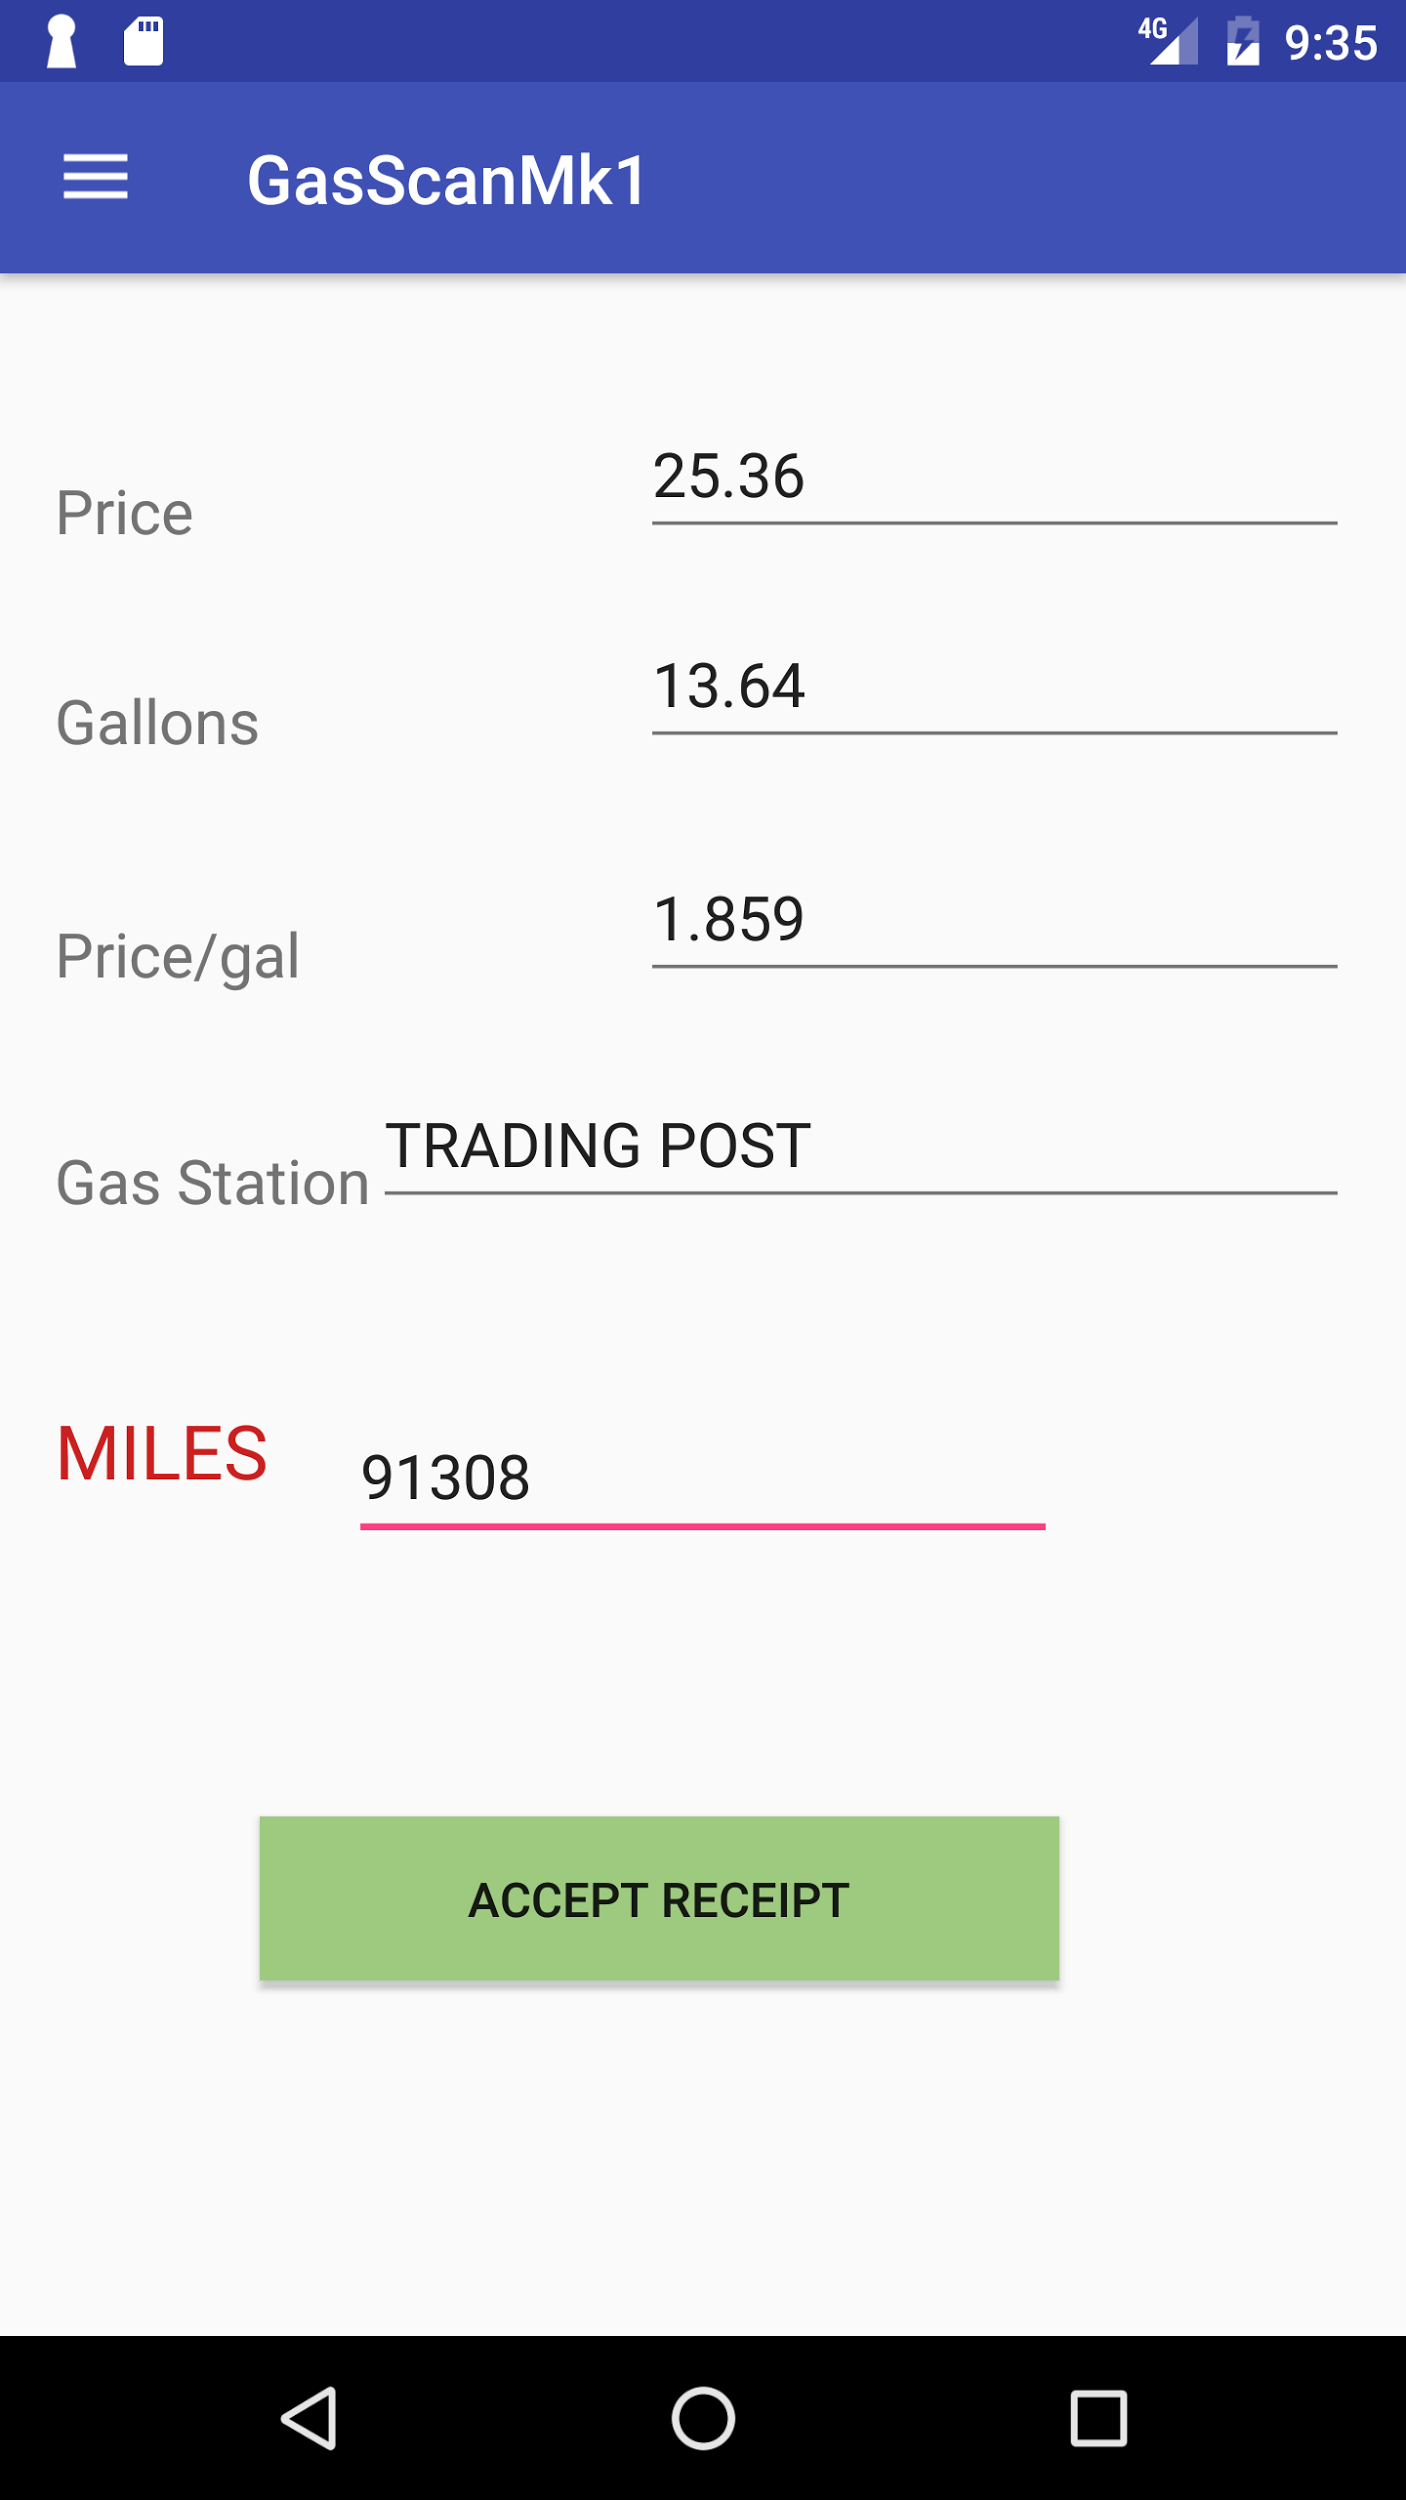 4G 9:35
GasScanMk1
Price 25.36
Gallons 13.64
Price/gal 1.859
Gas Station TRADING POST
MILES 91308
ACCEPT RECEIPT